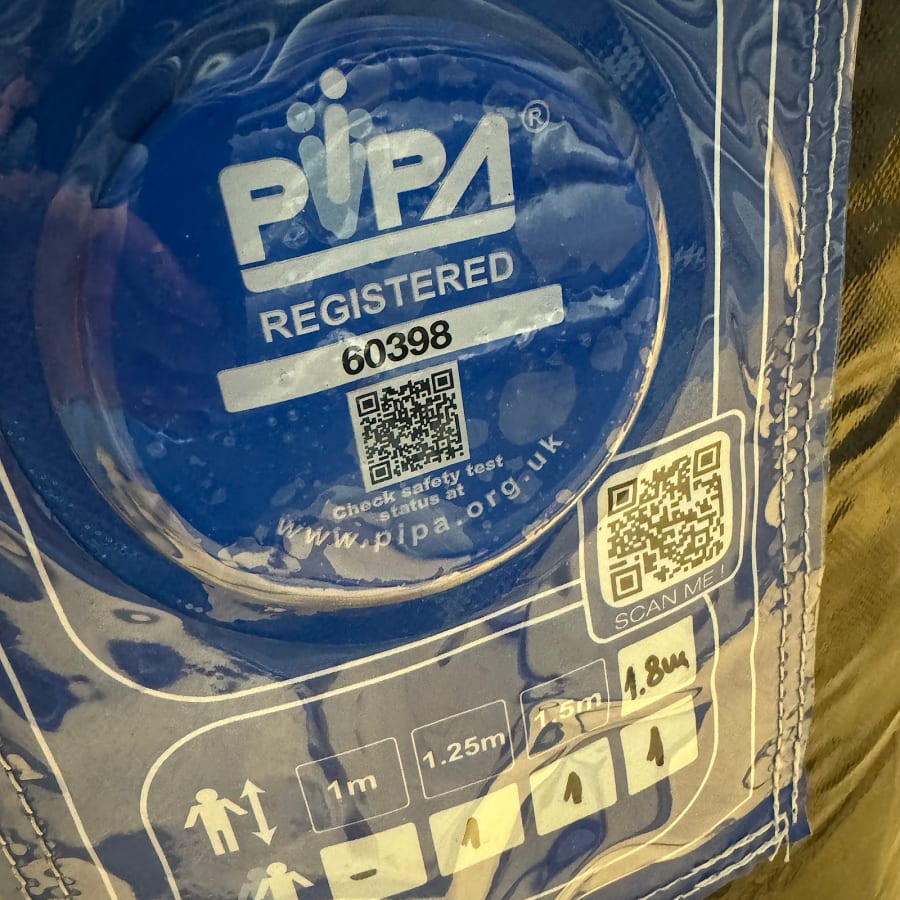 PiPA®
REGISTERED
60398
Check safety test
status at
www.pipa.org.uk
SCAN ME !
1m 1.25m 1.5m 1.8m
- 1 1 1